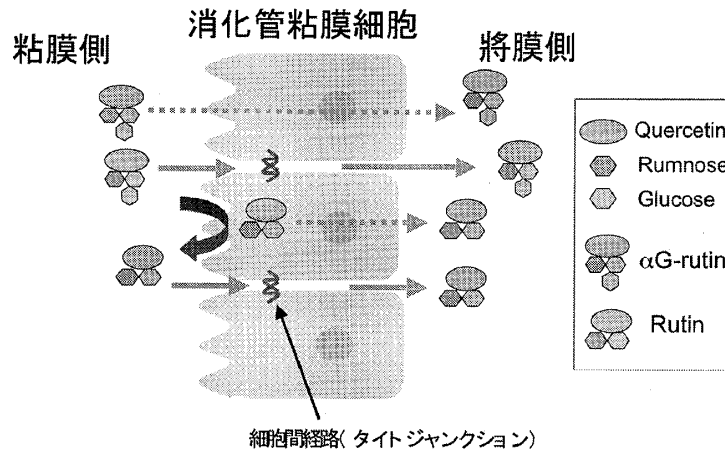 消化管粘膜細胞
粘膜側
將膜側
Quercetin
Rumnose
Glucose
αG-rutin
Rutin
細胞間経路(タイトジャンクション)